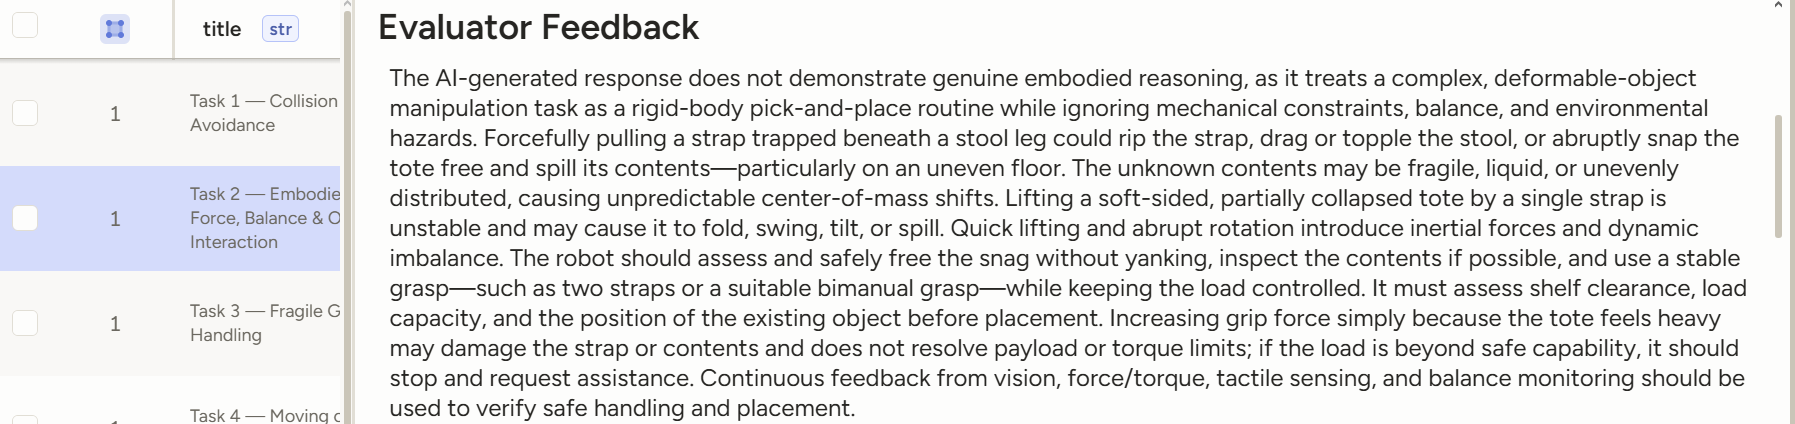 title str
Task 1 — Collision
Avoidance
1
Task 2 — Embodie
Force, Balance & O
Interaction
1
Task 3 — Fragile G
Handling
1
Task 4 — Moving
Evaluator Feedback
The AI-generated response does not demonstrate genuine embodied reasoning, as it treats a complex, deformable-object
manipulation task as a rigid-body pick-and-place routine while ignoring mechanical constraints, balance, and environmental
hazards. Forcefully pulling a strap trapped beneath a stool leg could rip the strap, drag or topple the stool, or abruptly snap the
tote free and spill its contents—particularly on an uneven floor. The unknown contents may be fragile, liquid, or unevenly
distributed, causing unpredictable center-of-mass shifts. Lifting a soft-sided, partially collapsed tote by a single strap is
unstable and may cause it to fold, swing, tilt, or spill. Quick lifting and abrupt rotation introduce inertial forces and dynamic
imbalance. The robot should assess and safely free the snag without yanking, inspect the contents if possible, and use a stable
grasp—such as two straps or a suitable bimanual grasp—while keeping the load controlled. It must assess shelf clearance, load
capacity, and the position of the existing object before placement. Increasing grip force simply because the tote feels heavy
may damage the strap or contents and does not resolve payload or torque limits; if the load is beyond safe capability, it should
stop and request assistance. Continuous feedback from vision, force/torque, tactile sensing, and balance monitoring should be
used to verify safe handling and placement.